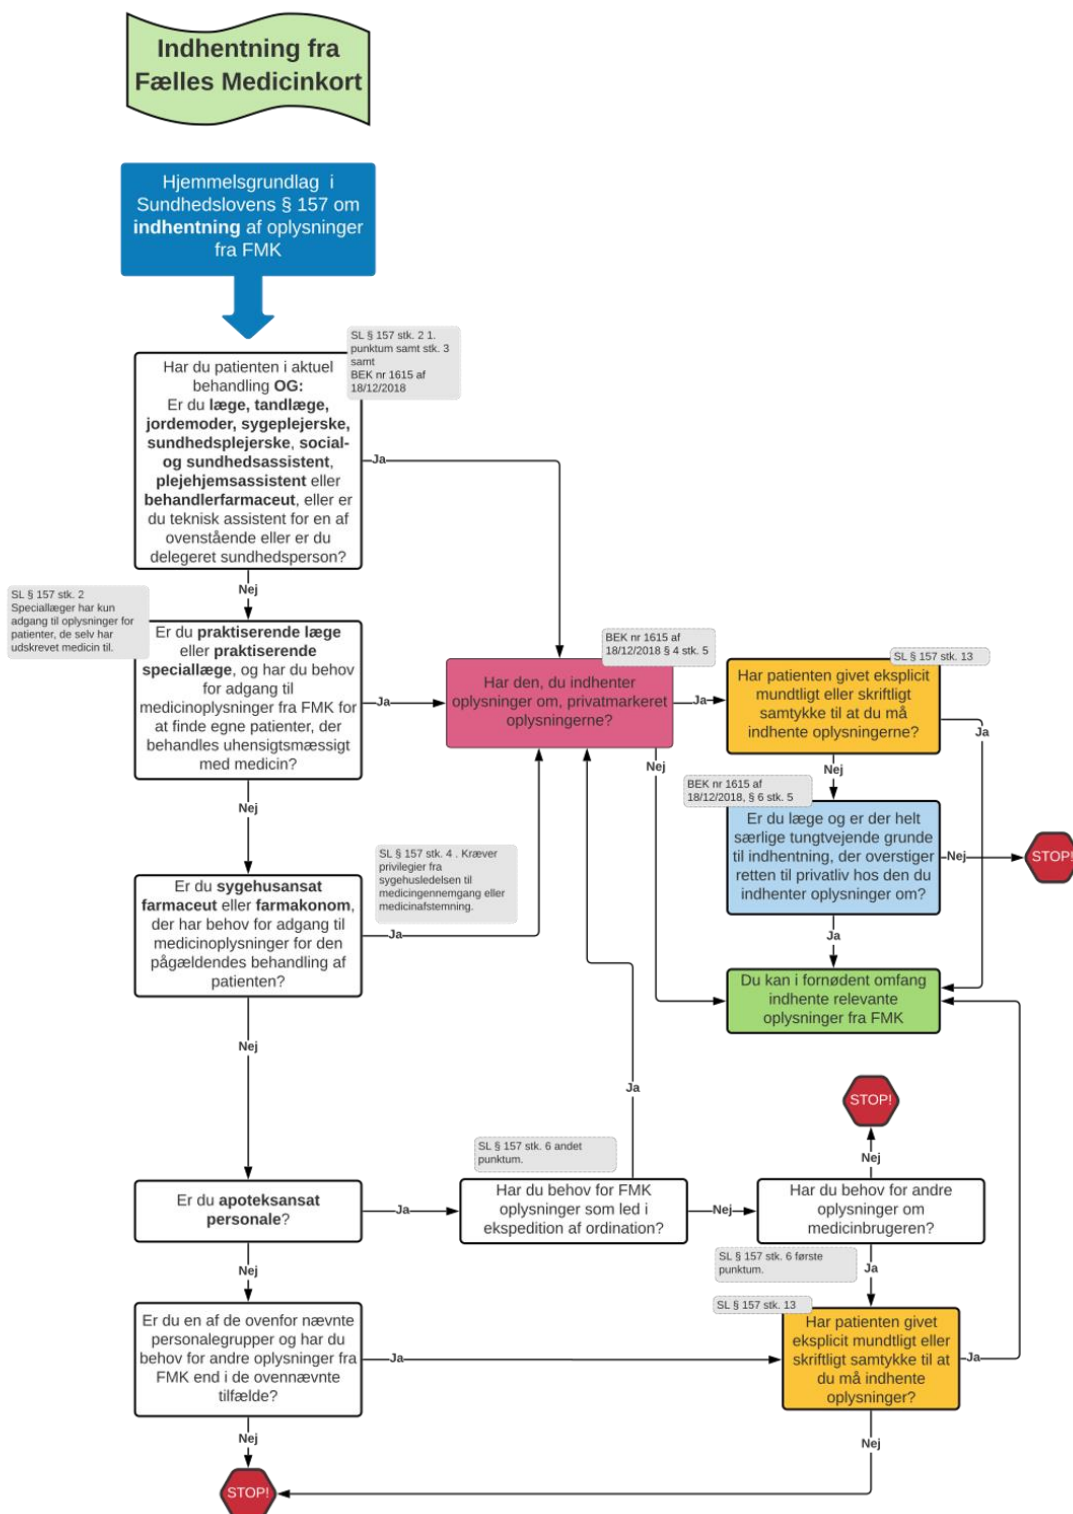 Indhentning fra
Fælles Medicinkort
Hjemmelsgrundlag i
Sundhedslovens § 157 om
indhentning af oplysninger
fra FMK
SL § 157 stk. 2 1.
punktum samt stk. 3
samt
BEK nr 1615 af
18/12/2018
Har du patienten i aktuel
behandling OG:
Er du læge, tandlæge,
jordemoder, sygeplejerske,
sundhedsplejerske, social-
og sundhedsassistent,
plejehjemsassistent eller
behandlerfarmaceut, eller er
du teknisk assistent for en af
ovenstående eller er du
delegeret sundhedsperson?
Ja
Nej
SL § 157 stk. 2
Speciallæger har kun
adgang til oplysninger for
patienter, de selv har
udskrevet medicin til.
Er du praktiserende læge
eller praktiserende
speciallæge, og har du behov
for adgang til
medicinoplysninger fra FMK for
at finde egne patienter, der
behandles uhensigtsmæssigt
med medicin?
Ja
Nej
BEK nr 1615 af
18/12/2018 § 4 stk. 5
Har den, du indhenter
oplysninger om, privatmarkeret
oplysningerne?
Ja
Nej
SL § 157 stk. 13
Har patienten givet eksplicit
mundtligt eller skriftligt
samtykke til at du må
indhente oplysningerne?
Ja
Nej
BEK nr 1615 af
18/12/2018, § 6 stk. 5
Er du læge og er der helt
særlige tungtvejende grunde
til indhentning, der overstiger
retten til privatliv hos den du
indhenter oplysninger om?
Nej
STOP!
Ja
SL § 157 stk. 4 . Kræver
privilegier fra
sygehusledelsen til
medicingennemgang eller
medicinafstemning.
Er du sygehusansat
farmaceut eller farmakonom,
der har behov for adgang til
medicinoplysninger for den
pågældendes behandling af
patienten?
Ja
Nej
Du kan i fornødent omfang
indhente relevante
oplysninger fra FMK
Ja
STOP!
Nej
SL § 157 stk. 6 andet
punktum.
Er du apoteksansat
personale?
Ja
Nej
Har du behov for FMK
oplysninger som led i
ekspedition af ordination?
Nej
Har du behov for andre
oplysninger om
medicinbrugeren?
SL § 157 stk. 6 første
punktum.
Ja
SL § 157 stk. 13
Er du en af de ovenfor nævnte
personalegrupper og har du
behov for andre oplysninger fra
FMK end i de ovennævnte
tilfælde?
Ja
Har patienten givet
eksplicit mundtligt eller
skriftligt samtykke til at
du må indhente
oplysninger?
Ja
Nej
Nej
STOP!